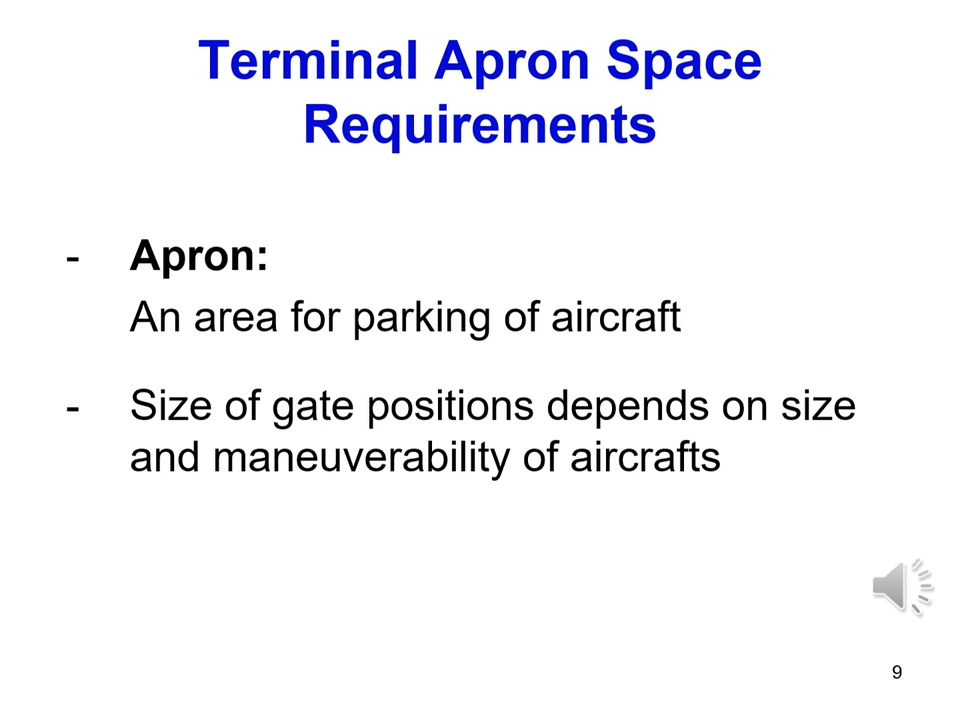 Terminal Apron Space
Requirements
- Apron:
An area for parking of aircraft
- Size of gate positions depends on size
and maneuverability of aircrafts
9